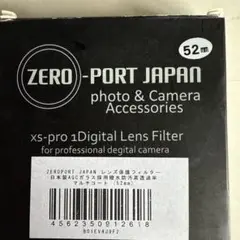 52㎜
ZERO-PORT JAPAN
photo & Camera
Accessories
xs-pro 1Digital Lens Filter
for professional degital camera
ZEROPORT JAPAN レンズ保護フィルター
日本製AGCガラス採用撥水防汚高透過率
マルチコート (52mm)
4562350912618